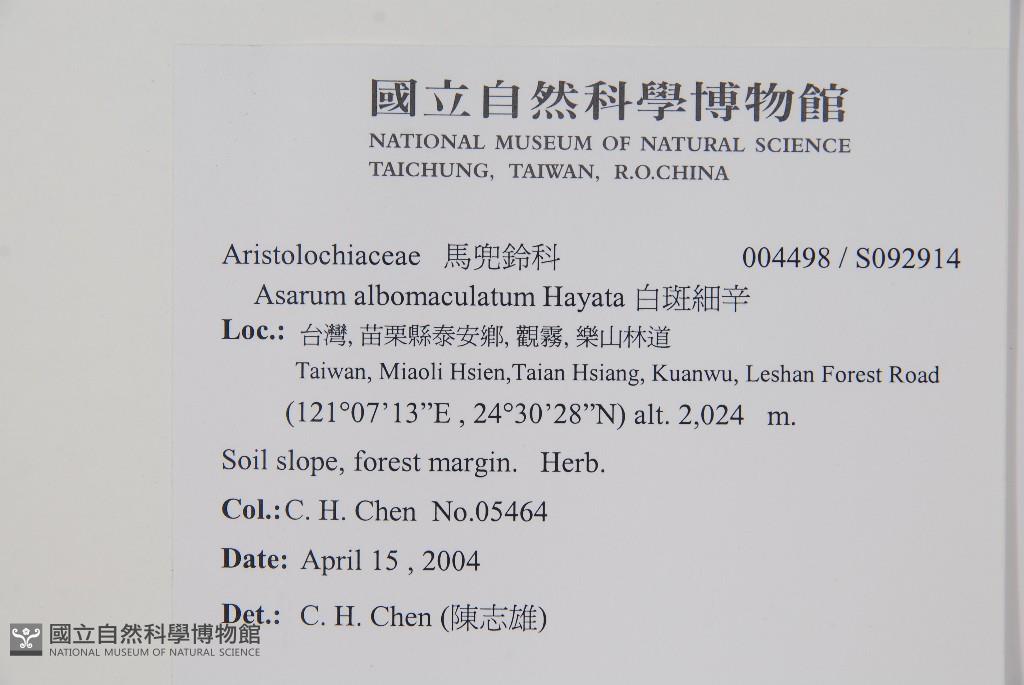 國立自然科學博物館
NATIONAL MUSEUM OF NATURAL SCIENCE
TAICHUNG, TAIWAN, R.O.CHINA
Aristolochiaceae 馬兜鈴科 004498 / S092914
Asarum albomaculatum Hayata 白斑細辛
Loc.: 台灣, 苗栗縣泰安鄉, 觀霧, 樂山林道
Taiwan, Miaoli Hsien,Taian Hsiang, Kuanwu, Leshan Forest Road
(121°07’13”E , 24°30’28”N) alt. 2,024 m.
Soil slope, forest margin. Herb.
Col.: C. H. Chen No.05464
Date: April 15 , 2004
Det.: C. H. Chen (陳志雄)
國立自然科學博物館
NATIONAL MUSEUM OF NATURAL SCIENCE